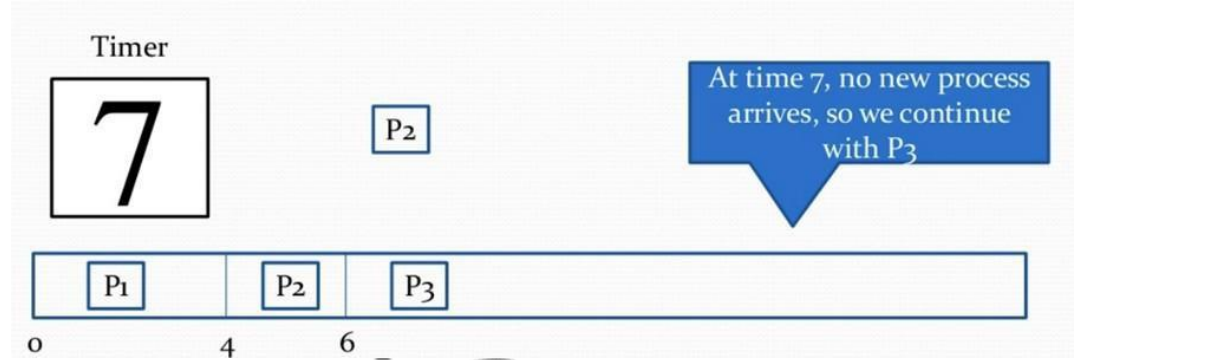 Timer
7
P2
At time 7, no new process
arrives, so we continue
with P3
P1
P2
P3
0
4
6